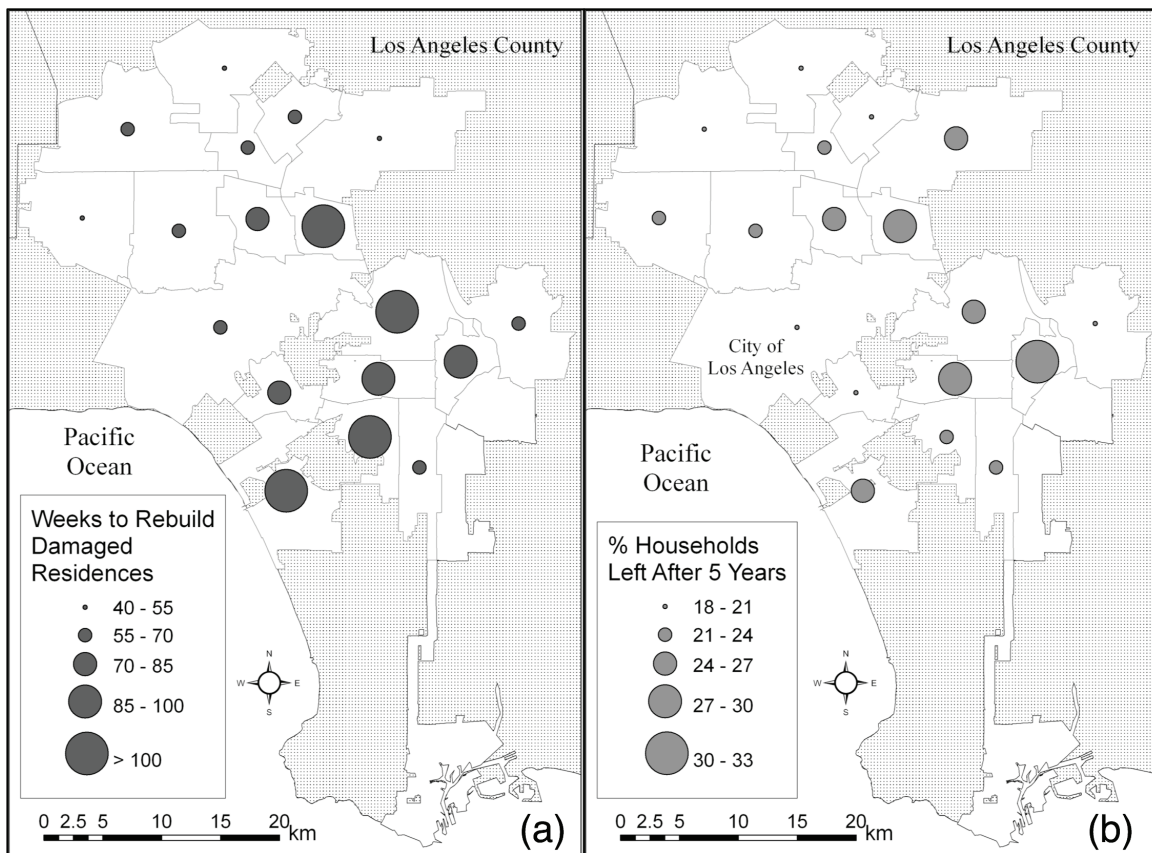 Los Angeles County
Pacific
Ocean
Weeks to Rebuild
Damaged
Residences
40 - 55
55 - 70
70 - 85
85 - 100
> 100
N
W E
S
0 2.5 5 10 15 20 km
(a)
Los Angeles County
City of
Los Angeles
Pacific
Ocean
% Households
Left After 5 Years
18 - 21
21 - 24
24 - 27
27 - 30
30 - 33
N
W E
S
0 2.5 5 10 15 20 km
(b)